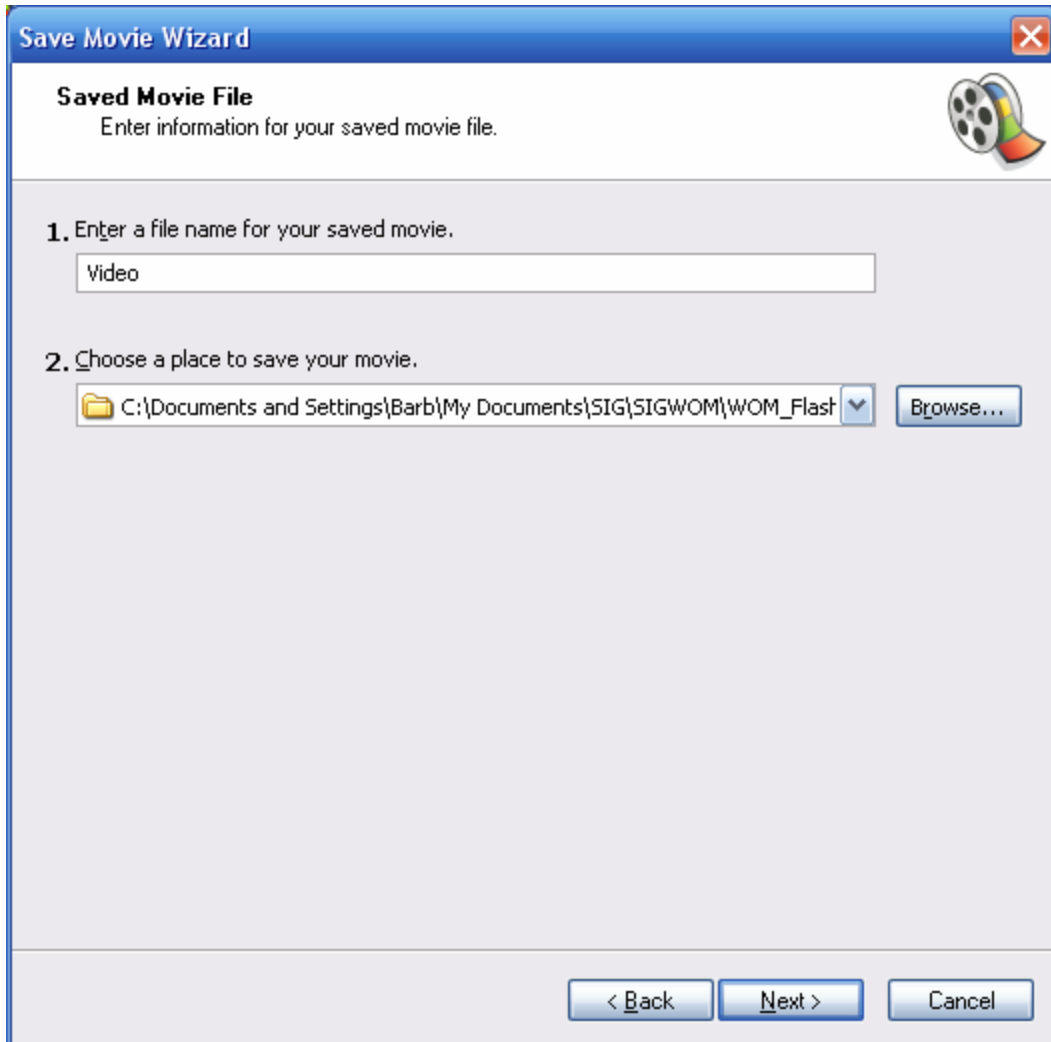 Save Movie Wizard
Saved Movie File
Enter information for your saved movie file.
1. Enter a file name for your saved movie.
Video
2. Choose a place to save your movie.
C:\Documents and Settings\Barb\My Documents\SIG\SIGWOM\WOM_Flash Browse...
< Back Next > Cancel